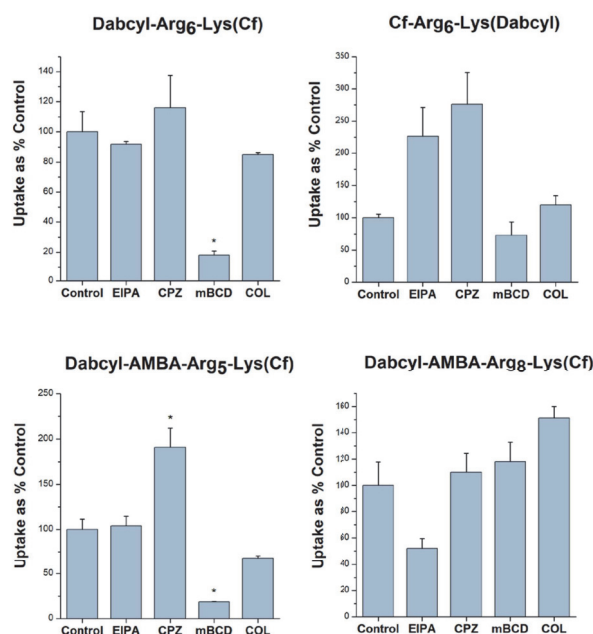 Dabcyl-Arg6-Lys(Cf)
Uptake as % Control
140
120
100
80
60
40
20
0
*
Control EIPA CPZ mBCD COL
Cf-Arg6-Lys(Dabcyl)
Uptake as % Control
350
300
250
200
150
100
50
0
Control EIPA CPZ mBCD COL
Dabcyl-AMBA-Arg5-Lys(Cf)
Uptake as % Control
250
200
150
100
50
0
*
*
Control EIPA CPZ mBCD COL
Dabcyl-AMBA-Arg8-Lys(Cf)
Uptake as % Control
160
140
120
100
80
60
40
20
0
Control EIPA CPZ mBCD COL